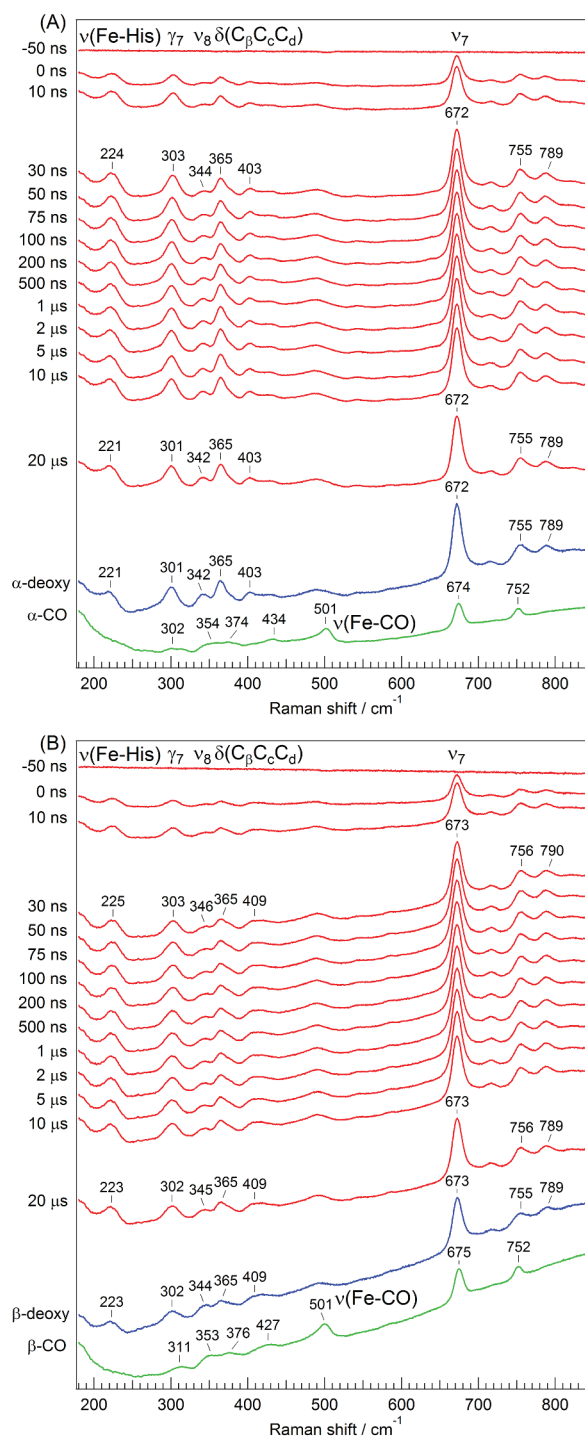 (A)
ν(Fe-His) γ7 ν8 δ(CβCcCd) ν7
-50 ns
0 ns
10 ns
672
30 ns 224 303 344 365 403 755 789
50 ns
75 ns
100 ns
200 ns
500 ns
1 μs
2 μs
5 μs
10 μs
672
20 μs 221 301 342 365 403 755 789
672
α-deoxy 221 301 342 365 403 755 789
α-CO 302 354 374 434 501 ν(Fe-CO) 674 752
200 300 400 500 600 700 800
Raman shift / cm-1
(B)
ν(Fe-His) γ7 ν8 δ(CβCcCd) ν7
-50 ns
0 ns
10 ns
673
30 ns 225 303 346 365 409 756 790
50 ns
75 ns
100 ns
200 ns
500 ns
1 μs
2 μs
5 μs
10 μs
673
20 μs 223 302 345 365 409 756 789
673
β-deoxy 223 302 344 365 409 755 789
β-CO 311 353 376 427 501 ν(Fe-CO) 675 752
200 300 400 500 600 700 800
Raman shift / cm-1